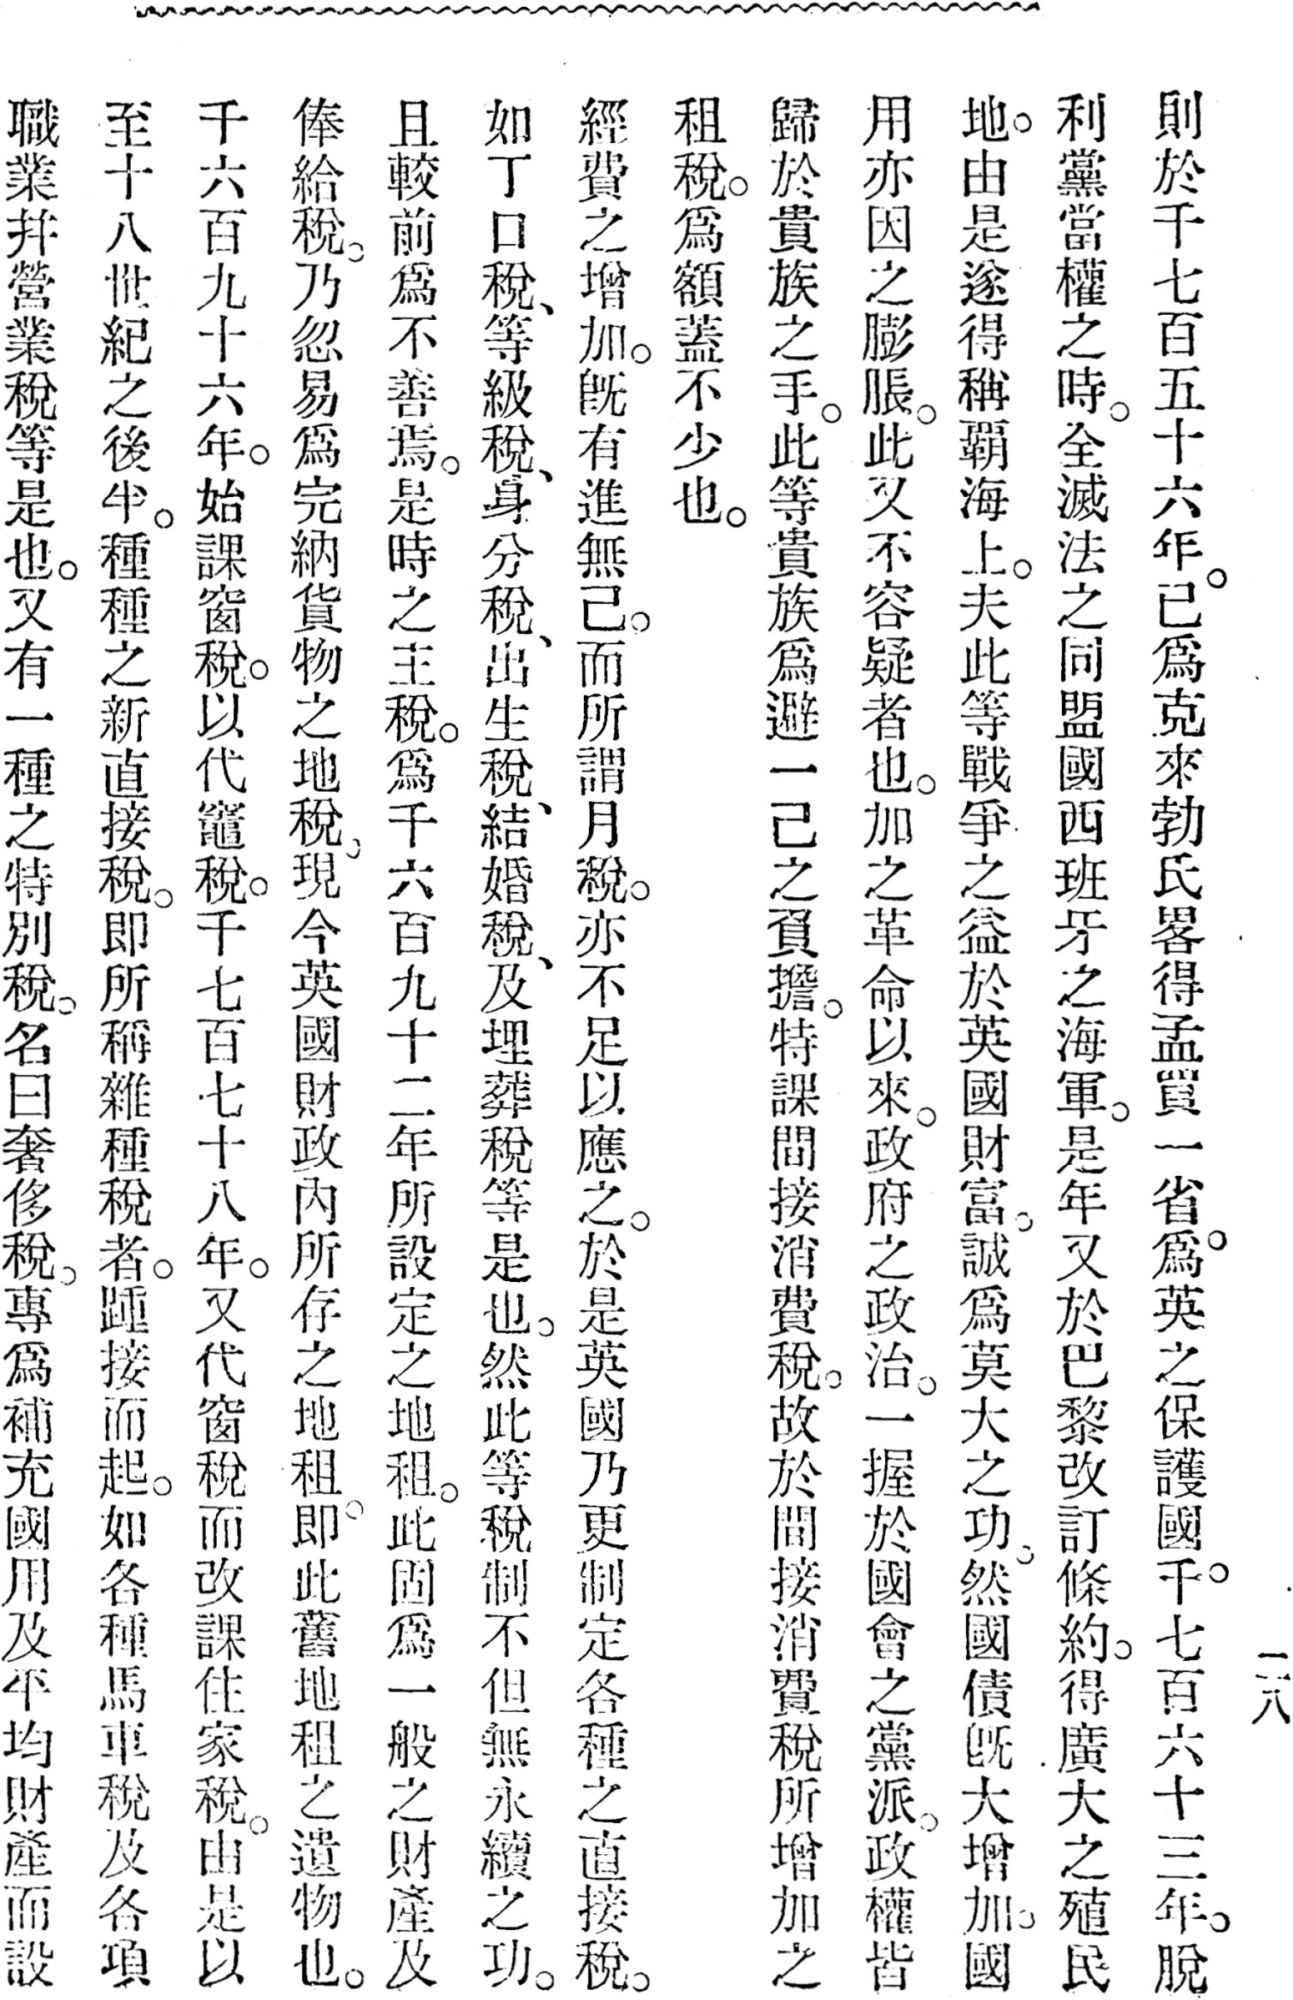 一八
則於千七百五十六年。已爲克來勃氏畧得孟買一省。爲英之保護國。千七百六十三年。脫
利黨當權之時。全滅法之同盟國西班牙之海軍。是年又於巴黎改訂條約。得廣大之殖民
地。由是遂得稱覇海上。夫此等戰爭之益於英國財富。誠爲莫大之功。然國債旣大增加。國
用亦因之膨脹。此又不容疑者也。加之革命以來。政府之政治。一握於國會之黨派。政權皆
歸於貴族之手。此等貴族爲避一己之負擔。特課間接消費稅。故於間接消費稅所增加之
租稅。爲額蓋不少也。
經費之增加。旣有進無已。而所謂月稅。亦不足以應之。於是英國乃更制定各種之直接稅。
如丁口稅、等級稅、身分稅、出生稅、結婚稅、及埋葬稅等是也。然此等稅制不但無永續之功。
且較前爲不善焉。是時之主稅。爲千六百九十二年所設定之地租。此固爲一般之財產及
俸給稅。乃忽易爲完納貨物之地稅。現今英國財政內所存之地租。即此舊地租之遺物也。
千六百九十六年。始課窗稅。以代竈稅。千七百七十八年。又代窗稅而改課住家稅。由是以
至十八世紀之後半。種種之新直接稅。即所稱雜種稅者。踵接而起。如各種馬車稅及各項
職業幷營業稅等是也。又有一種之特別稅。名曰奢侈稅。專爲補充國用及平均財產而設